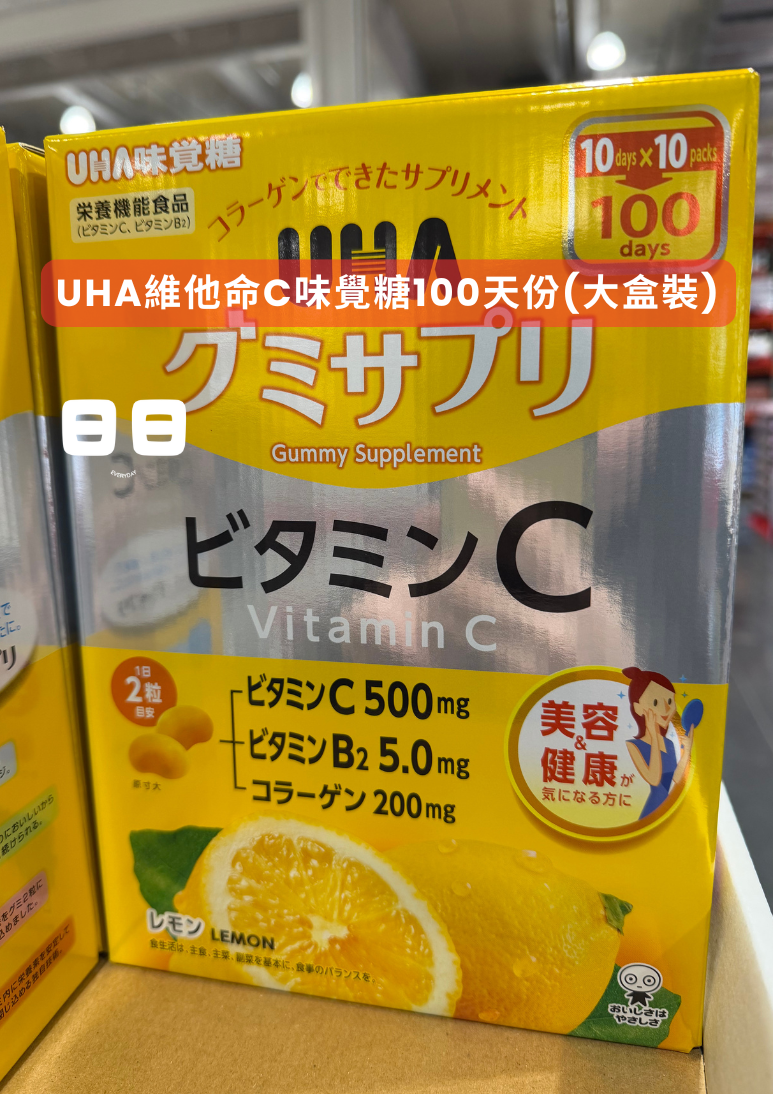 UHA味覚糖
栄養機能食品
(ビタミンC、ビタミンB2)
コラーゲンでできたサプリメント
10days×10packs
100
days
UHA
UHA維他命C味覺糖100天份(大盒裝)
グミサプリ
日日
EVERYDAY
Gummy Supplement
ビタミンC
Vitamin C
1日
2粒
目安
原寸大
ビタミンC 500mg
ビタミンB2 5.0mg
コラーゲン 200mg
美容
&
健康が
気になる方に
レモン LEMON
食生活は、主食、主菜、副菜を基本に、食事のバランスを。
おいしさは
やさしさ